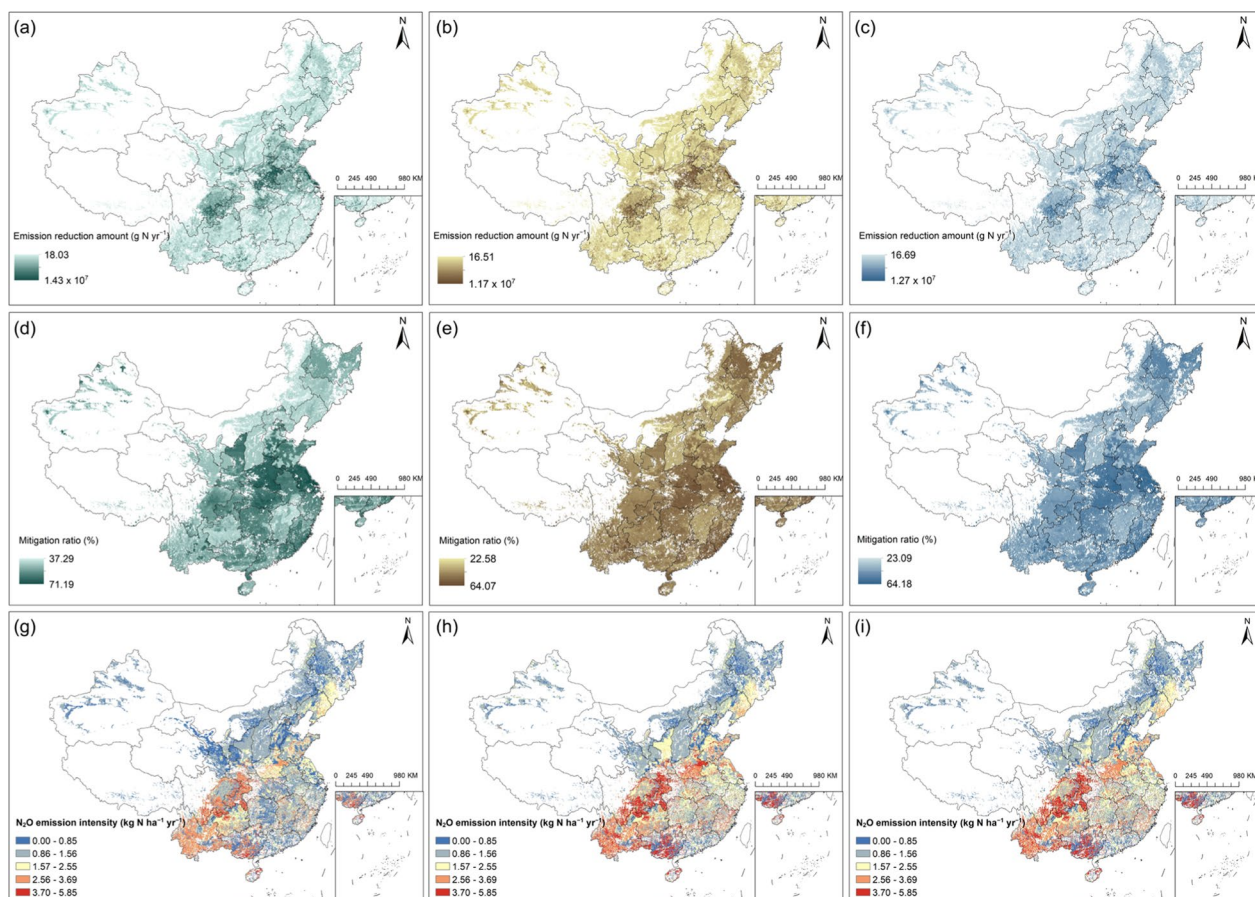 (a)
N
245 490 980 KM
Emission reduction amount (g N yr⁻¹)
18.03
1.43 x 10⁷
(b)
N
245 490 980 KM
Emission reduction amount (g N yr⁻¹)
16.51
1.17 x 10⁷
(c)
N
245 490 980 KM
Emission reduction amount (g N yr⁻¹)
16.69
1.27 x 10⁷
(d)
N
0 245 490 980 KM
Mitigation ratio (%)
37.29
71.19
(e)
N
0 245 490 980 KM
Mitigation ratio (%)
22.58
64.07
(f)
N
0 245 490 980 KM
Mitigation ratio (%)
23.09
64.18
(g)
N
0 245 490 980 KM
N₂O emission intensity (kg N ha⁻¹ yr⁻¹)
0.00 - 0.85
0.86 - 1.56
1.57 - 2.55
2.56 - 3.69
3.70 - 5.85
(h)
N
0 245 490 980 KM
N₂O emission intensity (kg N ha⁻¹ yr⁻¹)
0.00 - 0.85
0.86 - 1.56
1.57 - 2.55
2.56 - 3.69
3.70 - 5.85
(i)
N
0 245 490 980 KM
N₂O emission intensity (kg N ha⁻¹ yr⁻¹)
0.00 - 0.85
0.86 - 1.56
1.57 - 2.55
2.56 - 3.69
3.70 - 5.85